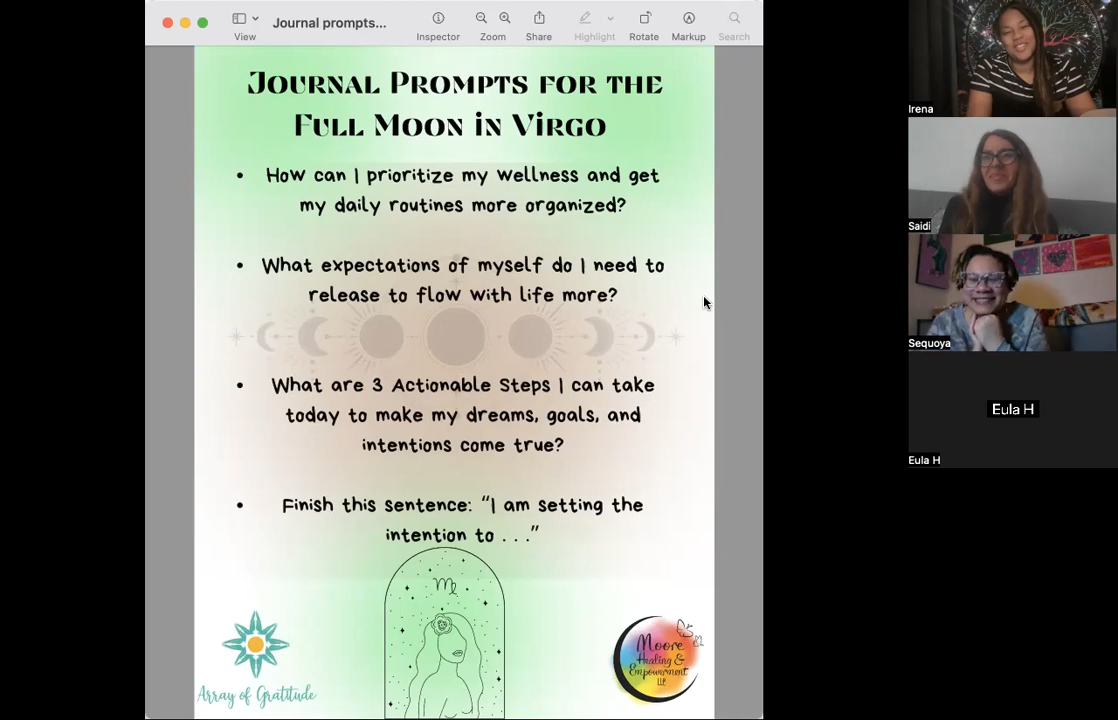 Journal prompts...
View
Inspector
Zoom
Share
Highlight
Rotate
Markup
Search
Journal Prompts for the
Full Moon in Virgo
• How can I prioritize my wellness and get
my daily routines more organized?
• What expectations of myself do I need to
release to flow with life more?
• What are 3 Actionable Steps I can take
today to make my dreams, goals, and
intentions come true?
• Finish this sentence: "I am setting the
intention to . . ."
♍
Array of Gratitude
Moore
Healing &
Empowerment
LLC
Irena
Saidi
Sequoya
Eula H
Eula H